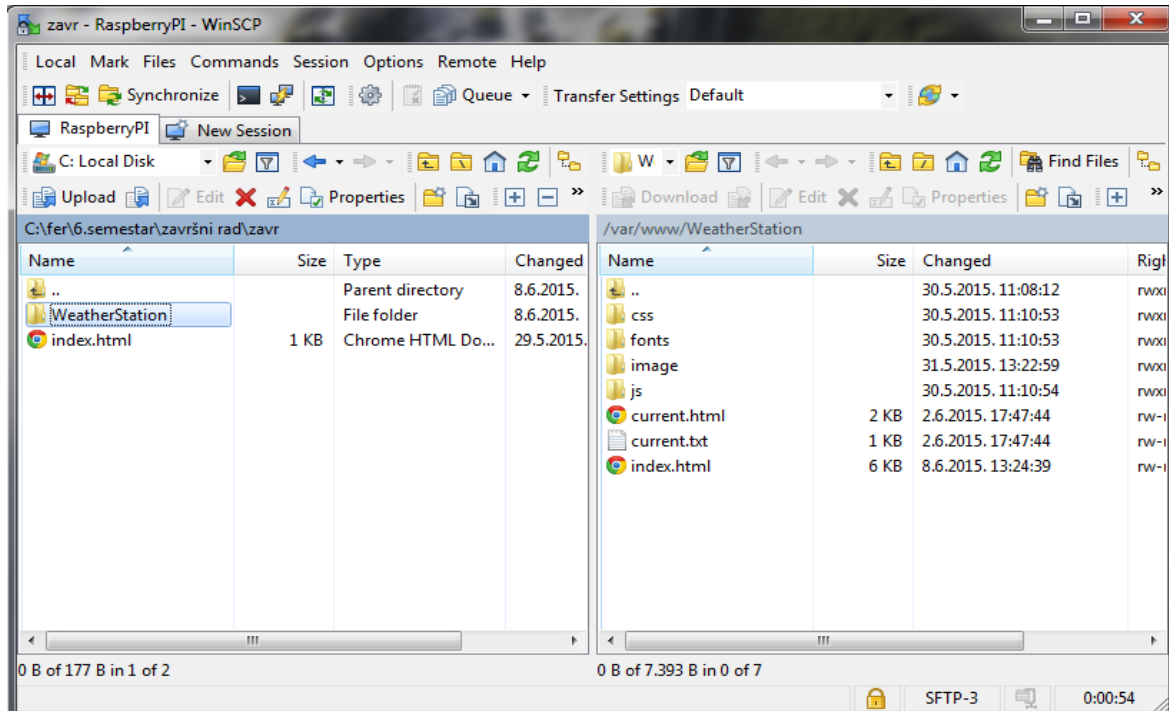 zavr - RaspberryPI - WinSCP
Local Mark Files Commands Session Options Remote Help
Synchronize Queue Transfer Settings Default
RaspberryPI New Session
C: Local Disk W Find Files
Upload Edit Properties » Download Edit Properties »
C:\fer\6.semestar\završni rad\zavr /var/www/WeatherStation
Name Size Type Changed Name Size Changed
.. Parent directory 8.6.2015. .. 30.5.2015. 11:08:12
WeatherStation File folder 8.6.2015. css 30.5.2015. 11:10:53
index.html 1 KB Chrome HTML Do... 29.5.2015. fonts 30.5.2015. 11:10:53
image 31.5.2015. 13:22:59
js 30.5.2015. 11:10:54
current.html 2 KB 2.6.2015. 17:47:44
current.txt 1 KB 2.6.2015. 17:47:44
index.html 6 KB 8.6.2015. 13:24:39
0 B of 177 B in 1 of 2 0 B of 7.393 B in 0 of 7
SFTP-3 0:00:54